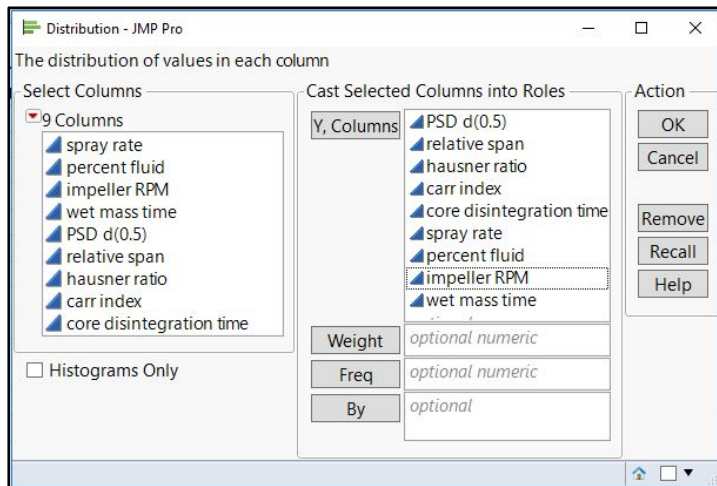 Distribution - JMP Pro
The distribution of values in each column
Select Columns
9 Columns
spray rate
percent fluid
impeller RPM
wet mass time
PSD d(0.5)
relative span
hausner ratio
carr index
core disintegration time
Histograms Only
Cast Selected Columns into Roles
Y, Columns
PSD d(0.5)
relative span
hausner ratio
carr index
core disintegration time
spray rate
percent fluid
impeller RPM
wet mass time
Weight
optional numeric
Freq
optional numeric
By
optional
Action
OK
Cancel
Remove
Recall
Help